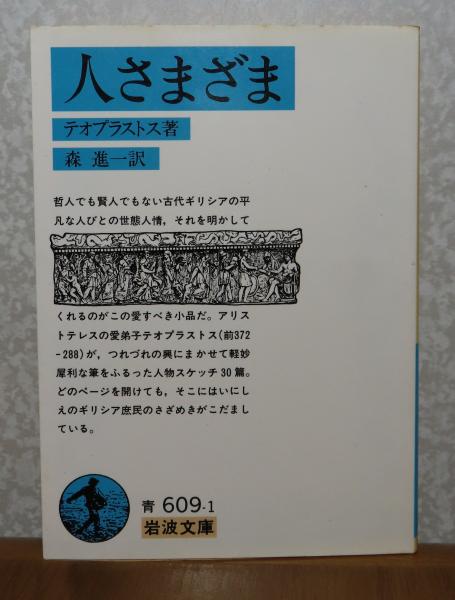 人さまざま
テオプラストス著
森 進一訳
哲人でも賢人でもない古代ギリシアの平
凡な人びとの世態人情，それを明かして
くれるのがこの愛すべき小品だ。アリス
トテレスの愛弟子テオプラストス(前372
-288)が，つれづれの興にまかせて軽妙
犀利な筆をふるった人物スケッチ30篇。
どのページを開けても，そこにはいにし
えのギリシア庶民のさざめきがこだまし
ている。
青 609-1
岩波文庫